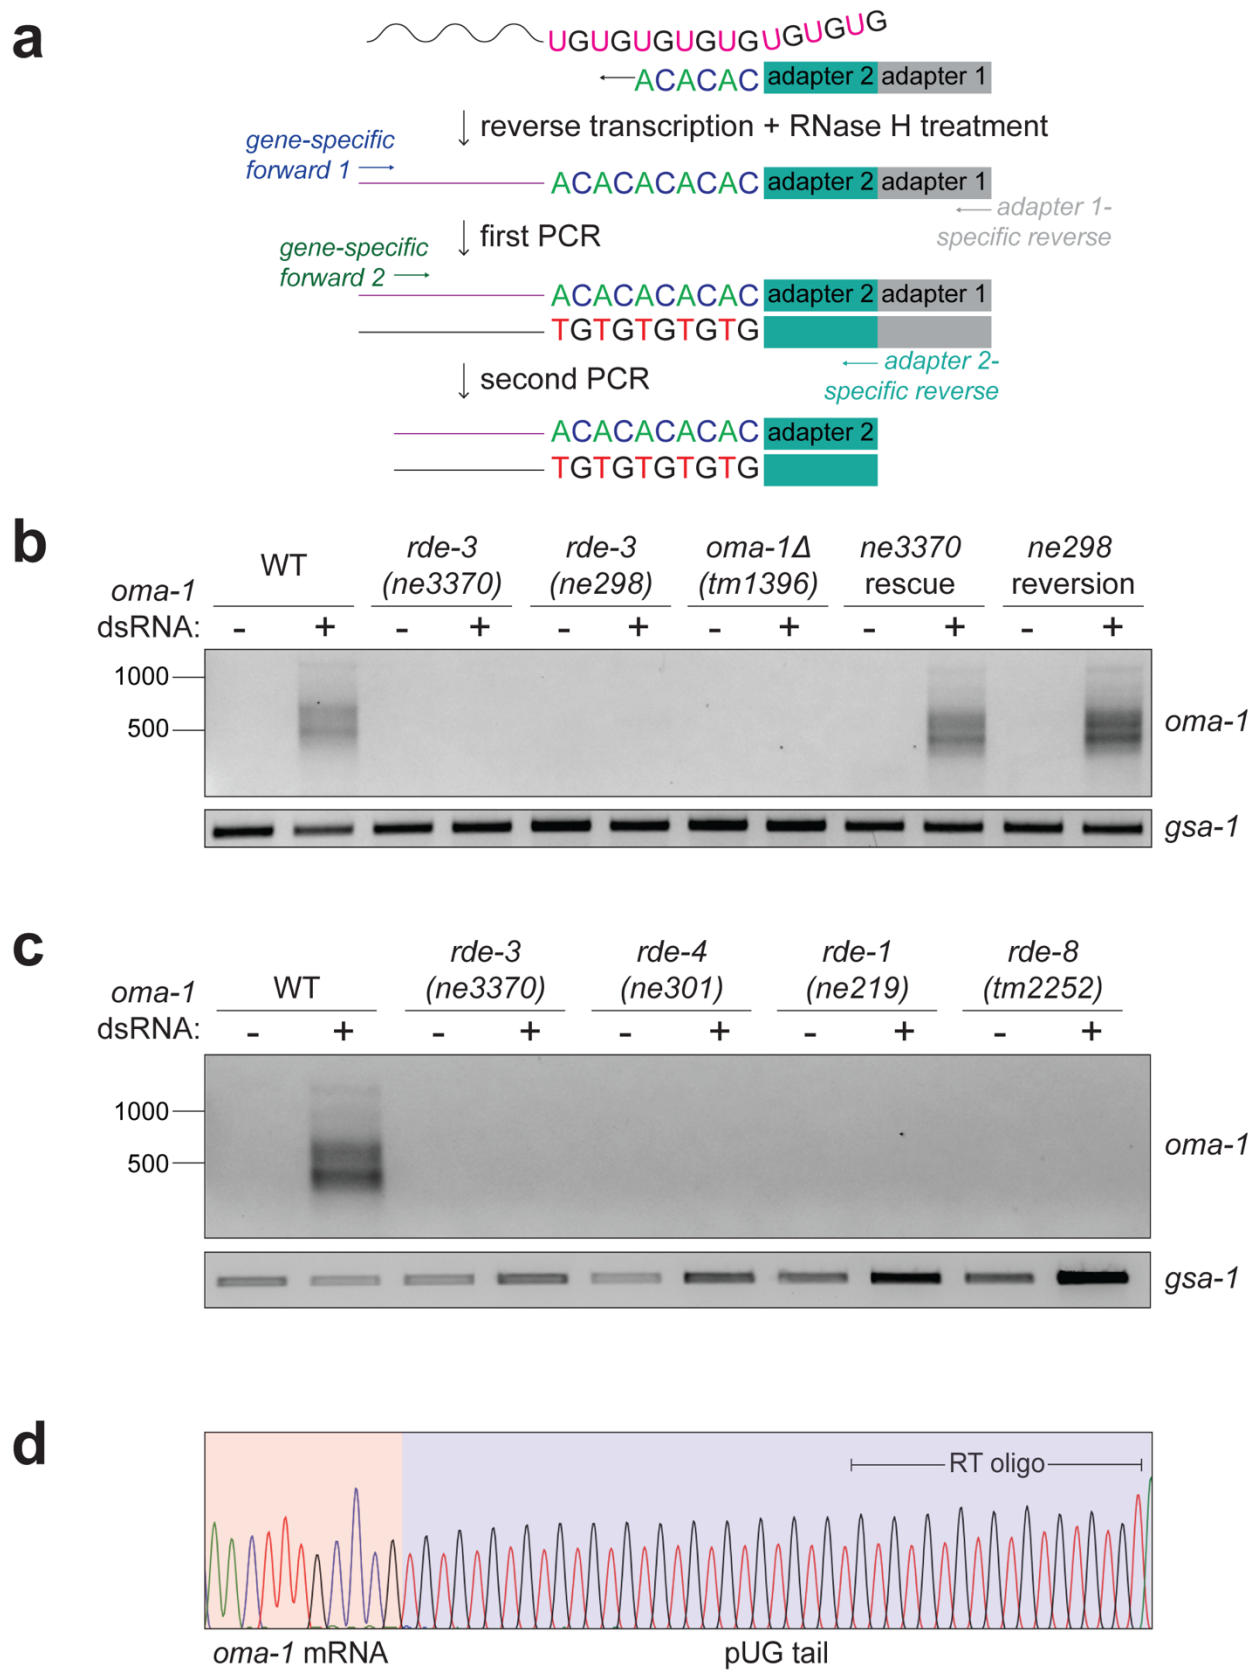 a
UGUGUGUGUGUGUGUG
ACACAC adapter 2 adapter 1
reverse transcription + RNase H treatment
gene-specific
forward 1
ACACACACAC adapter 2 adapter 1
adapter 1-
specific reverse
first PCR
gene-specific
forward 2
ACACACACAC adapter 2 adapter 1
TGTGTGTGTG
adapter 2-
specific reverse
second PCR
ACACACACAC adapter 2
TGTGTGTGTG
b
oma-1
dsRNA:
WT
rde-3
(ne3370)
rde-3
(ne298)
oma-1Δ
(tm1396)
ne3370
rescue
ne298
reversion
- + - + - + - + - + - +
1000
500
oma-1
gsa-1
c
oma-1
dsRNA:
WT
rde-3
(ne3370)
rde-4
(ne301)
rde-1
(ne219)
rde-8
(tm2252)
- + - + - + - + - +
1000
500
oma-1
gsa-1
d
RT oligo
oma-1 mRNA
pUG tail